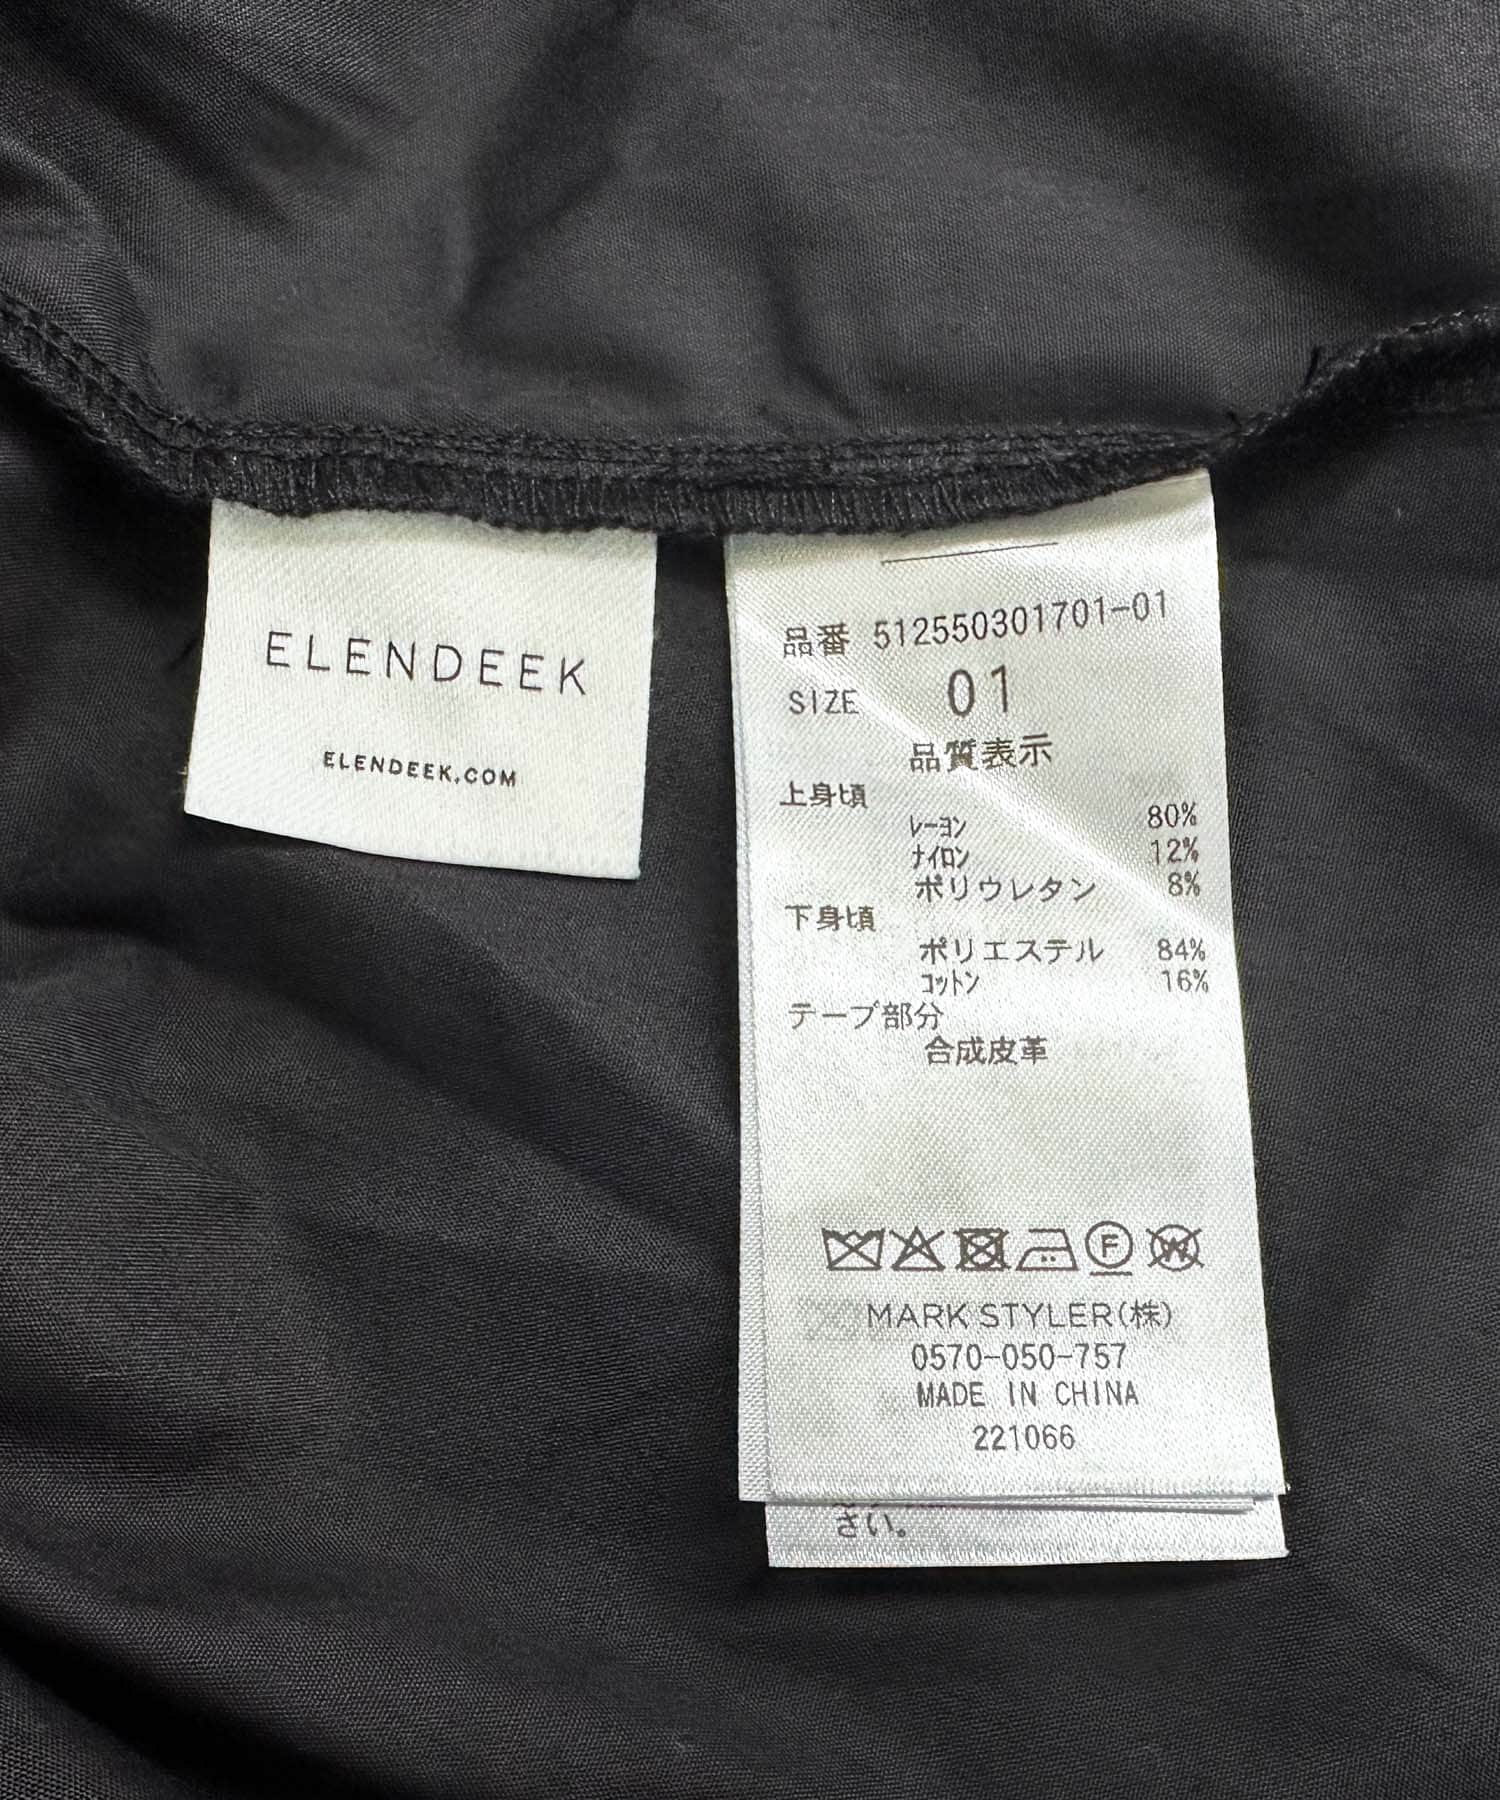 ELENDEEK
ELENDEEK.COM
品番 512550301701-01
SIZE 01
品質表示
上身頃
レーヨン 80%
ナイロン 12%
ポリウレタン 8%
下身頃
ポリエステル 84%
コットン 16%
テープ部分
合成皮革
F W
MARK STYLER(株)
0570-050-757
MADE IN CHINA
221066
さい。